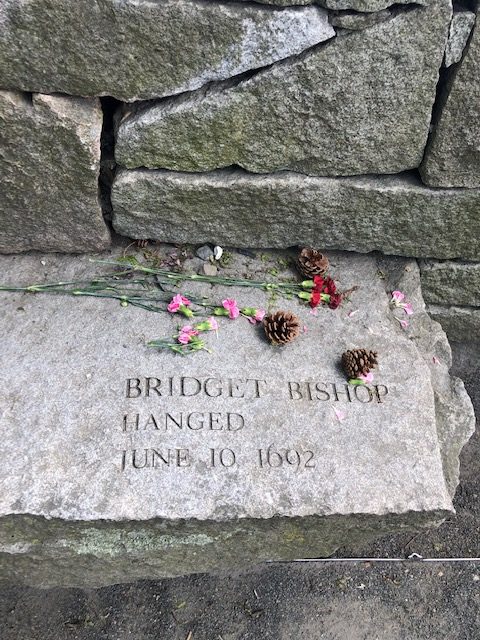 BRIDGET BISHOP
HANGED
JUNE 10, 1692